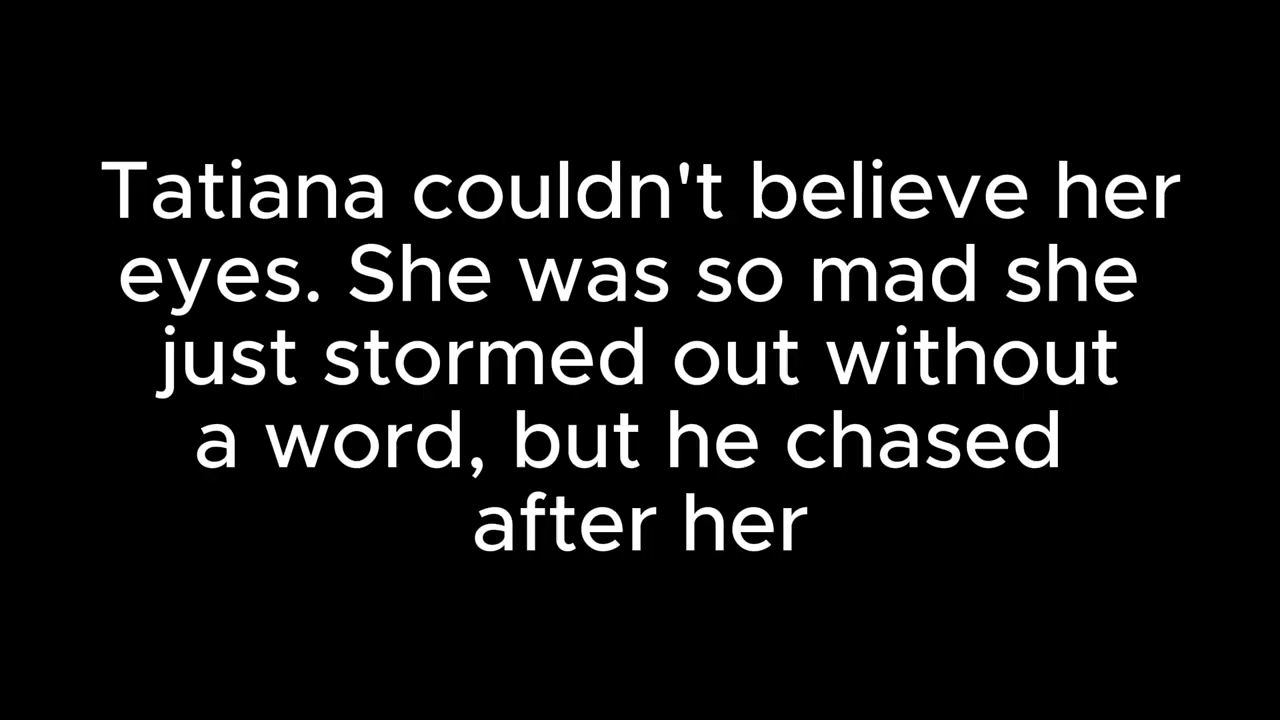 Tatiana couldn't believe her
eyes. She was so mad she
just stormed out without
a word, but he chased
after her